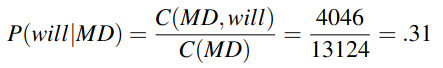 P(will|MD) = C(MD,will) / C(MD) = 4046 / 13124 = .31